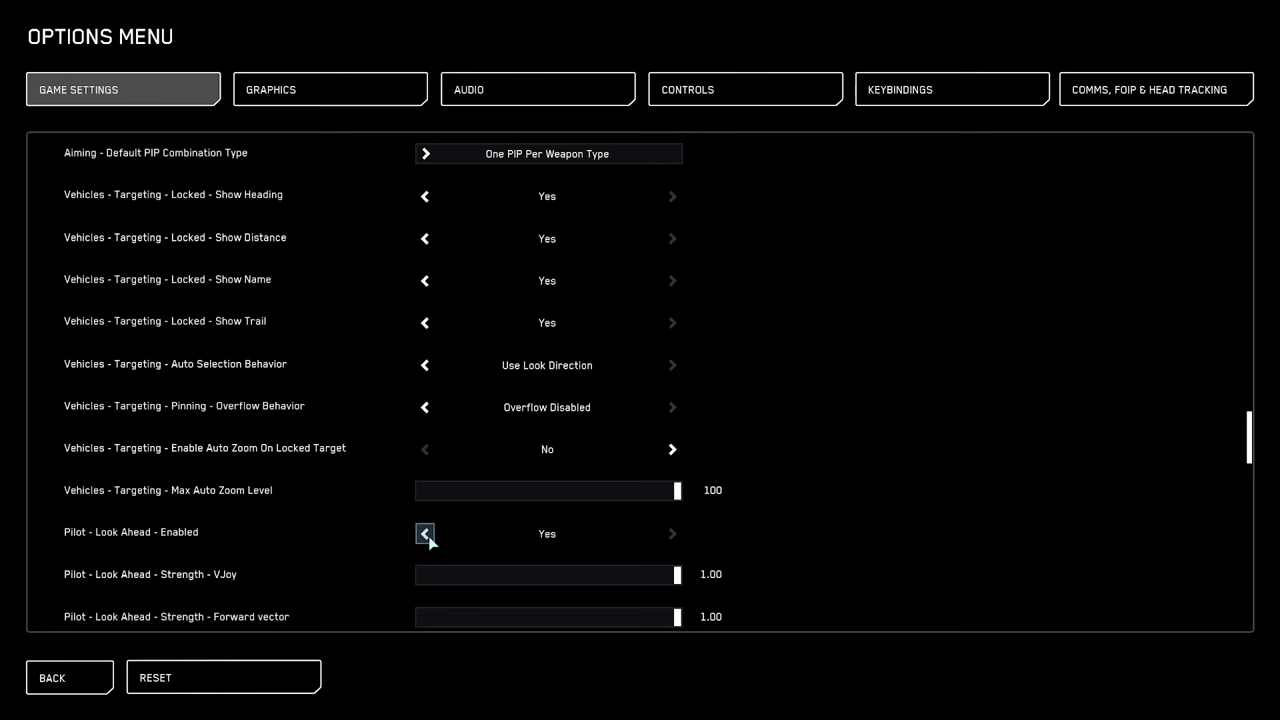 OPTIONS MENU
GAME SETTINGS
GRAPHICS
AUDIO
CONTROLS
KEYBINDINGS
COMMS, FOIP & HEAD TRACKING
Aiming - Default PIP Combination Type
One PIP Per Weapon Type
Vehicles - Targeting - Locked - Show Heading
Yes
Vehicles - Targeting - Locked - Show Distance
Yes
Vehicles - Targeting - Locked - Show Name
Yes
Vehicles - Targeting - Locked - Show Trail
Yes
Vehicles - Targeting - Auto Selection Behavior
Use Look Direction
Vehicles - Targeting - Pinning - Overflow Behavior
Overflow Disabled
Vehicles - Targeting - Enable Auto Zoom On Locked Target
No
Vehicles - Targeting - Max Auto Zoom Level
100
Pilot - Look Ahead - Enabled
Yes
Pilot - Look Ahead - Strength - VJoy
1.00
Pilot - Look Ahead - Strength - Forward vector
1.00
BACK
RESET